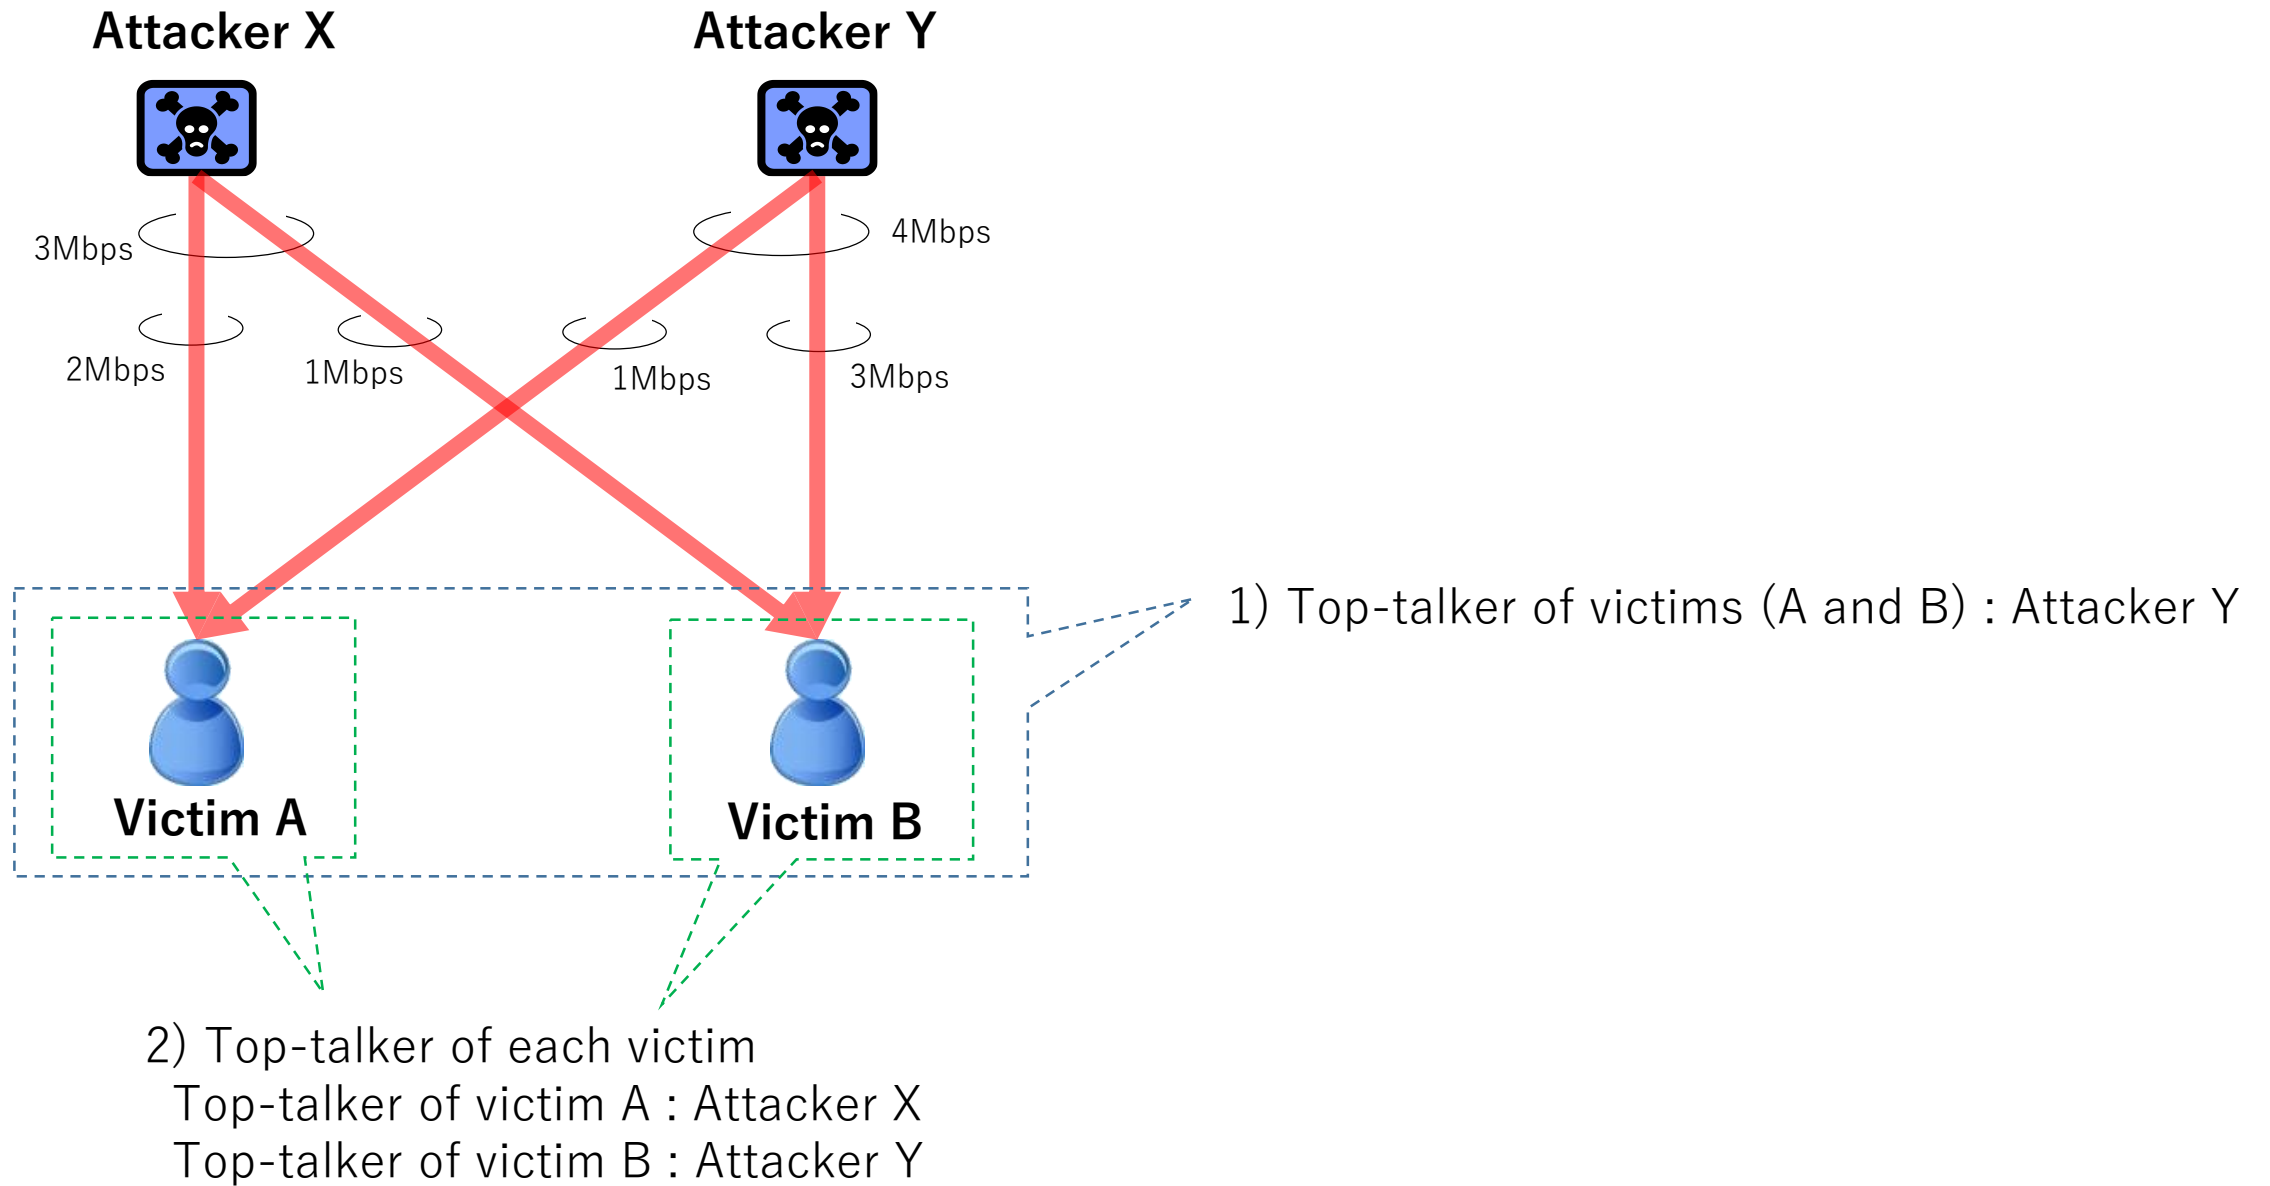 Attacker X
Attacker Y
3Mbps
4Mbps
2Mbps
1Mbps
1Mbps
3Mbps
1) Top-talker of victims (A and B) : Attacker Y
Victim A
Victim B
2) Top-talker of each victim
Top-talker of victim A : Attacker X
Top-talker of victim B : Attacker Y